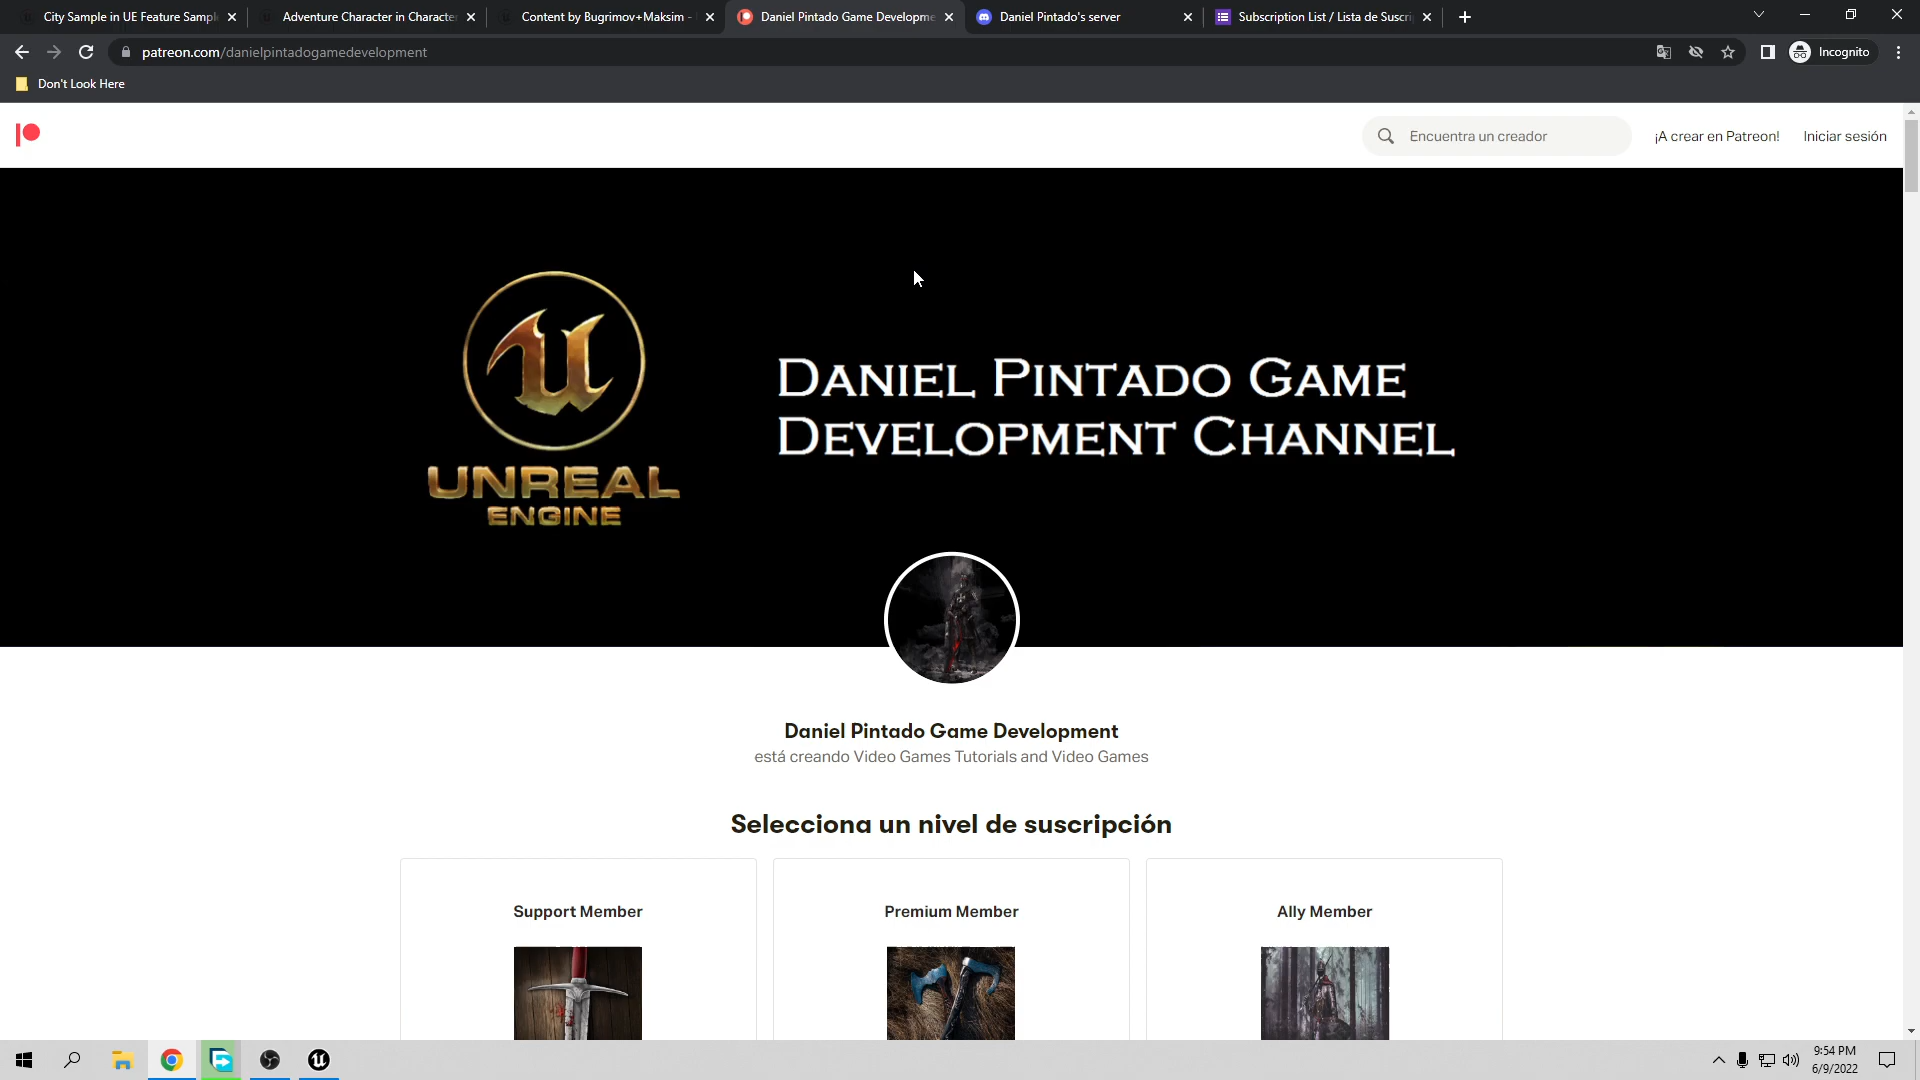 City Sample in UE Feature Sampl
Adventure Character in Character
Content by Bugrimov+Maksim -
Daniel Pintado Game Developme
Daniel Pintado's server
Subscription List / Lista de Suscri
patreon.com/danielpintadogamedevelopment
Incognito
Don't Look Here
Encuentra un creador
¡A crear en Patreon!
Iniciar sesión
UNREAL
ENGINE
DANIEL PINTADO GAME
DEVELOPMENT CHANNEL
Daniel Pintado Game Development
está creando Video Games Tutorials and Video Games
Selecciona un nivel de suscripción
Support Member
Premium Member
Ally Member
9:54 PM
6/9/2022